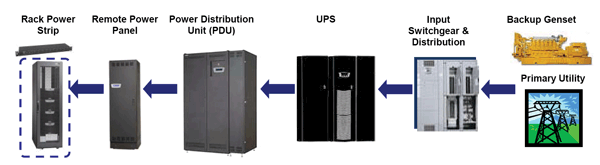 Rack Power
Strip
Remote Power
Panel
Power Distribution
Unit (PDU)
UPS
Input
Switchgear &
Distribution
Backup Genset
Primary Utility